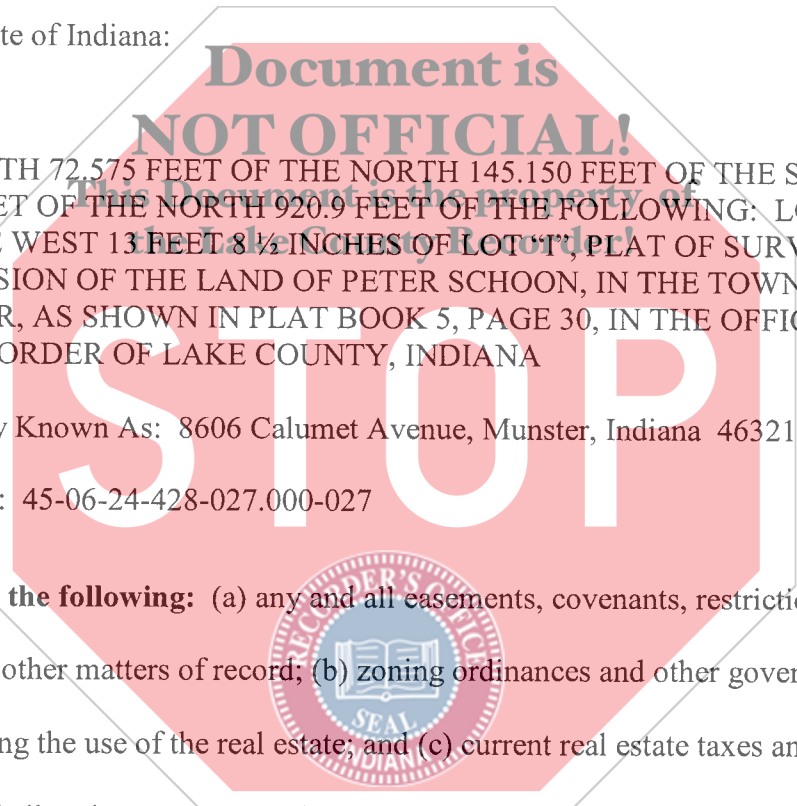 te of Indiana:
Document is
NOT OFFICIAL!
TH 72.575 FEET OF THE NORTH 145.150 FEET OF THE S
This Document is the property of
ET OF THE NORTH 920.9 FEET OF THE FOLLOWING: LO
the Lake County Recorder!
E WEST 13 FEET 8 ½ INCHES OF LOT “I”, PLAT OF SURV
SION OF THE LAND OF PETER SCHOON, IN THE TOWN
R, AS SHOWN IN PLAT BOOK 5, PAGE 30, IN THE OFFIC
ORDER OF LAKE COUNTY, INDIANA
STOP
y Known As: 8606 Calumet Avenue, Munster, Indiana 46321
: 45-06-24-428-027.000-027
the following: (a) any and all easements, covenants, restricti
other matters of record; (b) zoning ordinances and other gover
ng the use of the real estate; and (c) current real estate taxes an
RECORDER'S OFFICE
SEAL
INDIANA